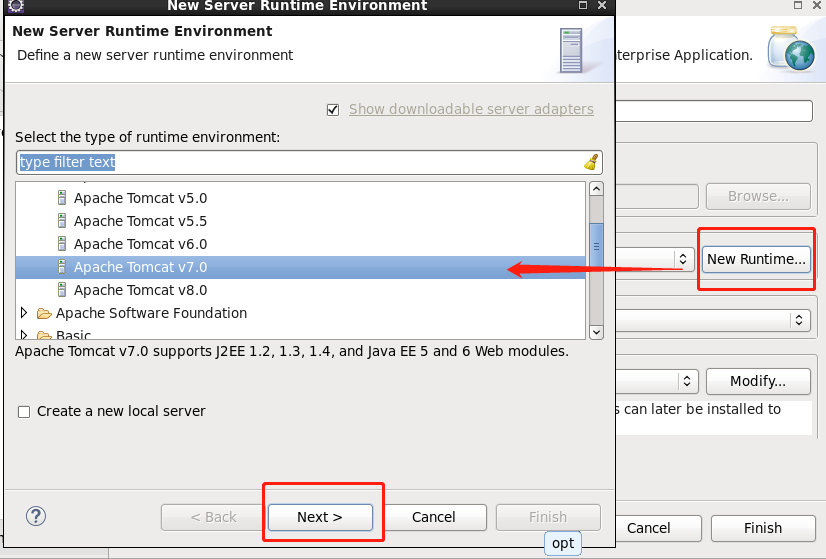 New Server Runtime Environment
New Server Runtime Environment
Define a new server runtime environment
Show downloadable server adapters
Select the type of runtime environment:
type filter text
Apache Tomcat v5.0
Apache Tomcat v5.5
Apache Tomcat v6.0
Apache Tomcat v7.0
Apache Tomcat v8.0
Apache Software Foundation
Basic
Apache Tomcat v7.0 supports J2EE 1.2, 1.3, 1.4, and Java EE 5 and 6 Web modules.
Create a new local server
< Back
Next >
Cancel
Finish
opt
Enterprise Application.
Browse...
New Runtime...
Modify...
s can later be installed to
Cancel
Finish